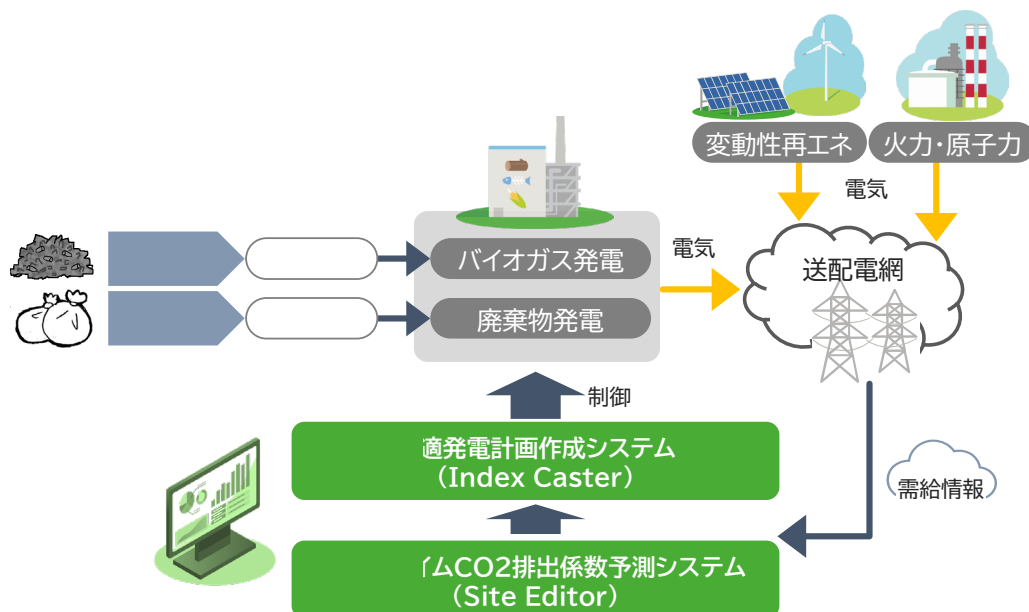 変動性再エネ
火力・原子力
電気
バイオガス発電
電気
送配電網
廃棄物発電
制御
適発電計画作成システム
(Index Caster)
需給情報
イムCO2排出係数予測システム
(Site Editor)